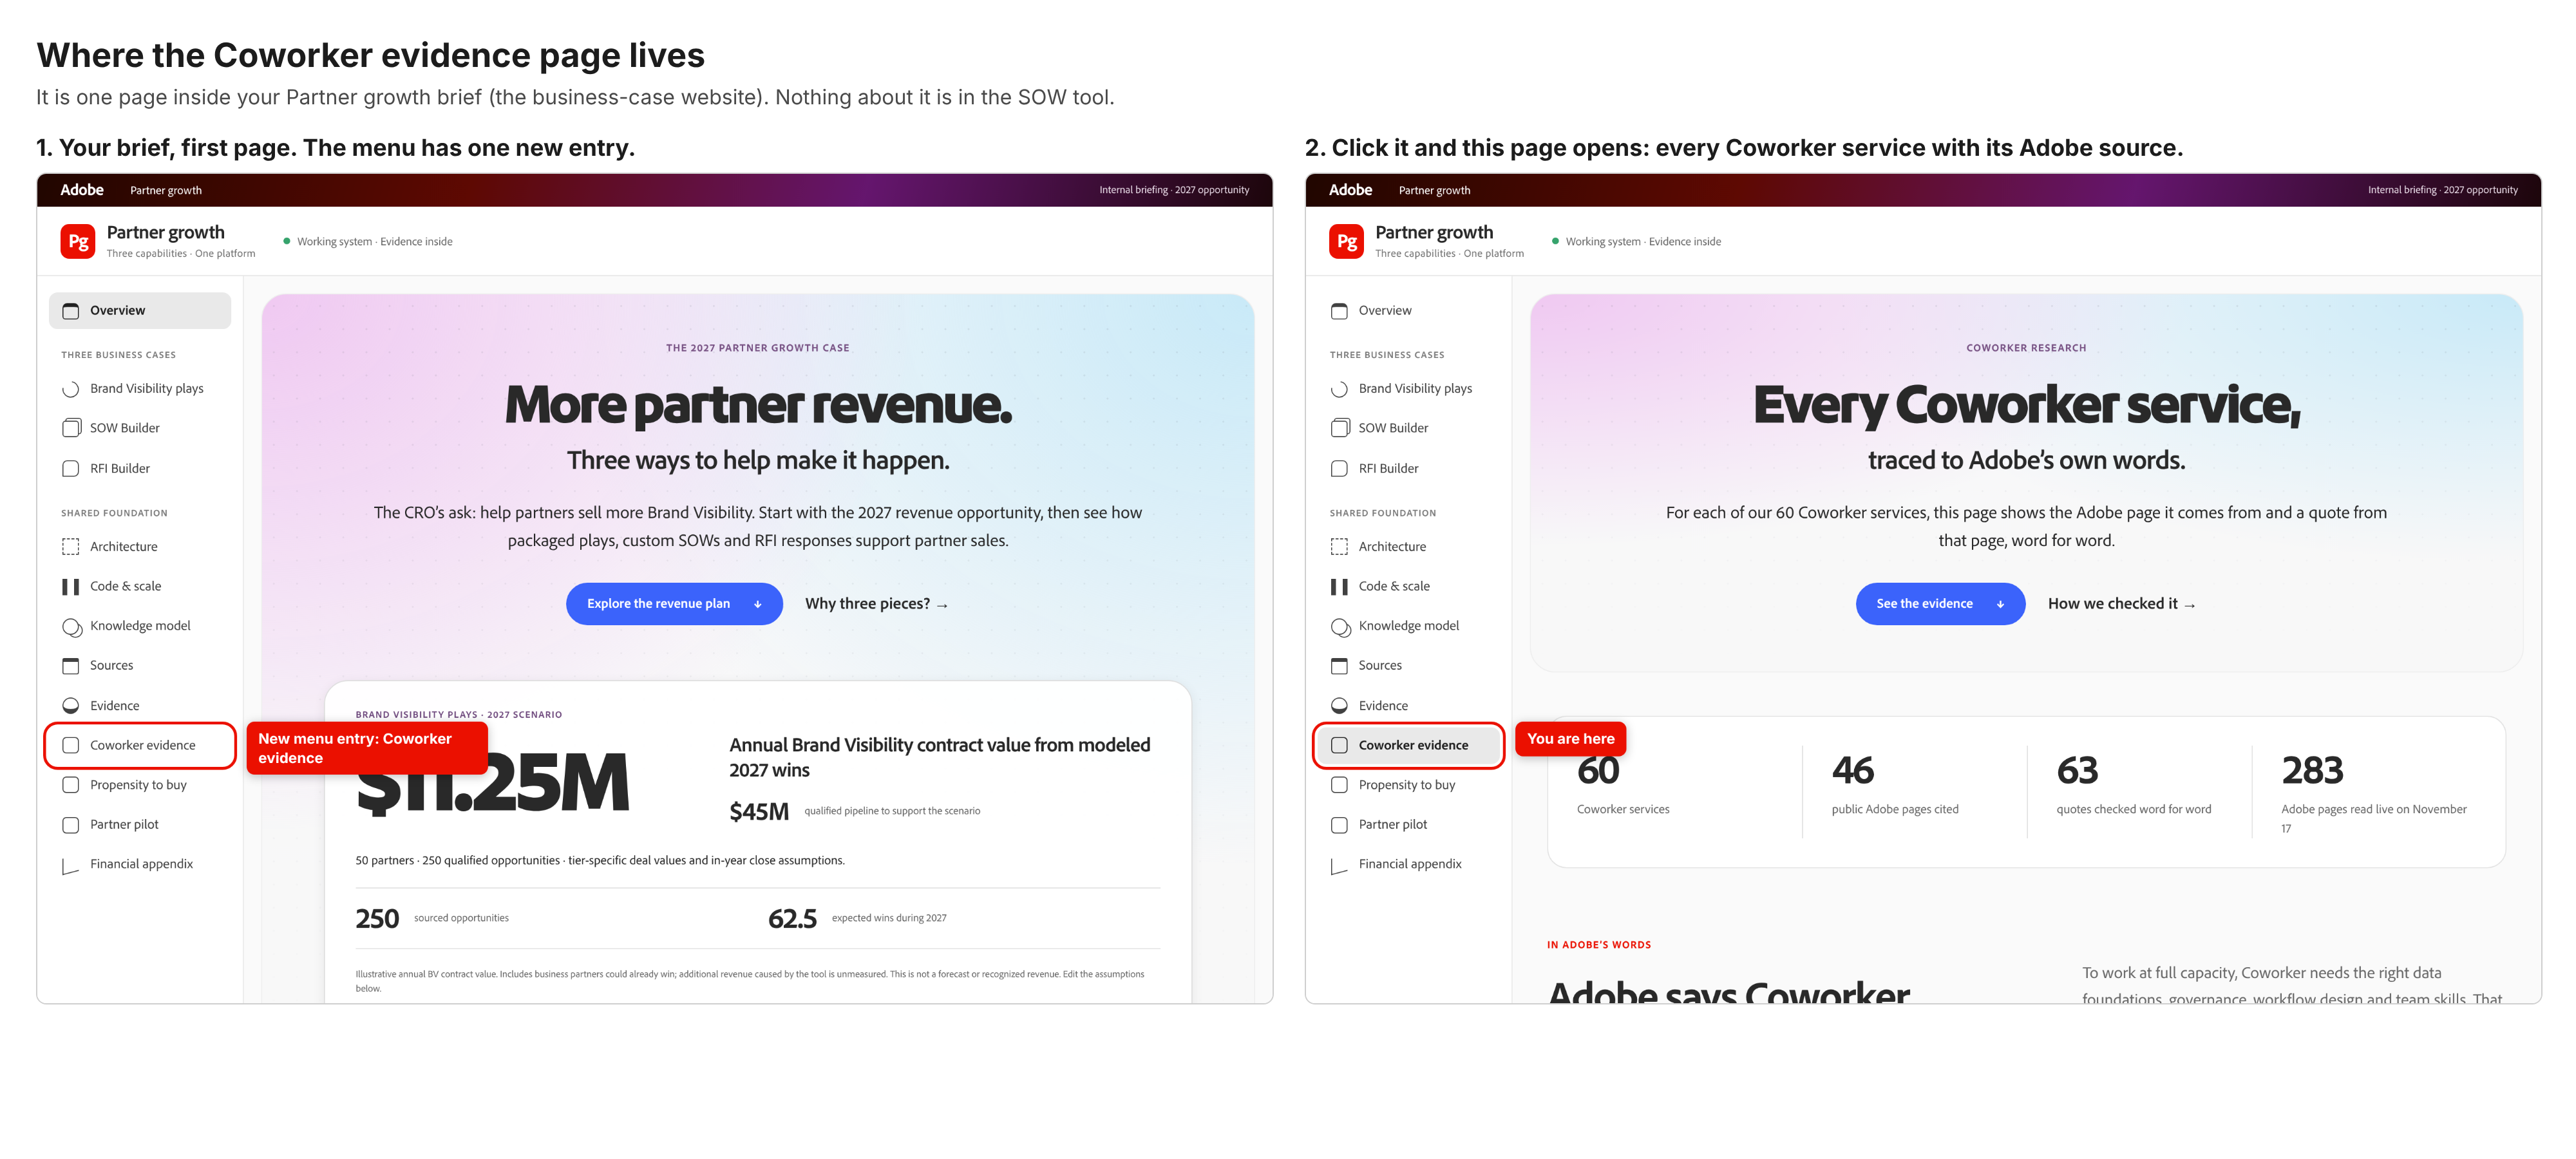 Where the Coworker evidence page lives
It is one page inside your Partner growth brief (the business-case website). Nothing about it is in the SOW tool.
1. Your brief, first page. The menu has one new entry.
Adobe
Partner growth
Internal briefing · 2027 opportunity
Pg
Partner growth
Three capabilities · One platform
Working system · Evidence inside
Overview
THREE BUSINESS CASES
Brand Visibility plays
SOW Builder
RFI Builder
SHARED FOUNDATION
Architecture
Code & scale
Knowledge model
Sources
Evidence
Coworker evidence
Propensity to buy
Partner pilot
Financial appendix
New menu entry: Coworker
evidence
THE 2027 PARTNER GROWTH CASE
More partner revenue.
Three ways to help make it happen.
The CRO’s ask: help partners sell more Brand Visibility. Start with the 2027 revenue opportunity, then see how
packaged plays, custom SOWs and RFI responses support partner sales.
Explore the revenue plan ↓
Why three pieces? →
BRAND VISIBILITY PLAYS · 2027 SCENARIO
$11.25M
Annual Brand Visibility contract value from modeled
2027 wins
$45M qualified pipeline to support the scenario
50 partners · 250 qualified opportunities · tier-specific deal values and in-year close assumptions.
250 sourced opportunities
62.5 expected wins during 2027
Illustrative annual BV contract value. Includes business partners could already win; additional revenue caused by the tool is unmeasured. This is not a forecast or recognized revenue. Edit the assumptions
below.
2. Click it and this page opens: every Coworker service with its Adobe source.
Adobe
Partner growth
Internal briefing · 2027 opportunity
Pg
Partner growth
Three capabilities · One platform
Working system · Evidence inside
Overview
THREE BUSINESS CASES
Brand Visibility plays
SOW Builder
RFI Builder
SHARED FOUNDATION
Architecture
Code & scale
Knowledge model
Sources
Evidence
Coworker evidence
Propensity to buy
Partner pilot
Financial appendix
You are here
COWORKER RESEARCH
Every Coworker service,
traced to Adobe’s own words.
For each of our 60 Coworker services, this page shows the Adobe page it comes from and a quote from
that page, word for word.
See the evidence ↓
How we checked it →
60
Coworker services
46
public Adobe pages cited
63
quotes checked word for word
283
Adobe pages read live on November
17
IN ADOBE’S WORDS
Adobe says Coworker
To work at full capacity, Coworker needs the right data
foundations, governance, workflow design and team skills. That